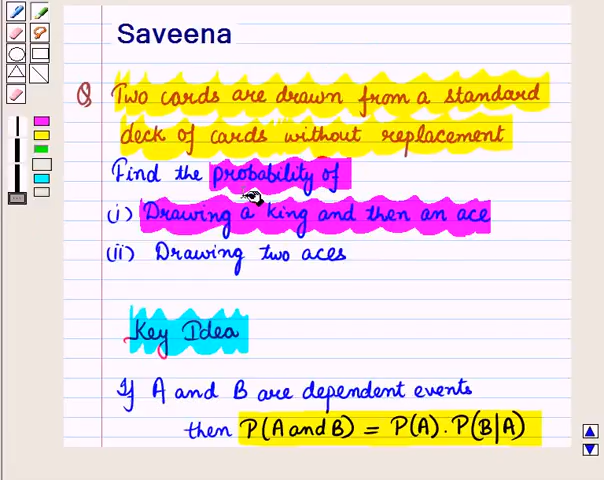 Saveena
Q Two cards are drawn from a standard
deck of cards without replacement
Find the probability of
(i) Drawing a king and then an ace
(ii) Drawing two aces
Key Idea
If A and B are dependent events
then P(A and B) = P(A). P(B|A)